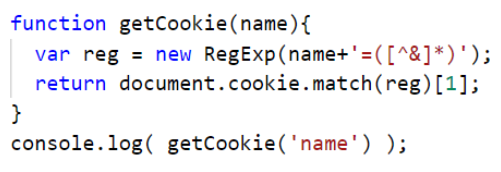 function getCookie(name){
  var reg = new RegExp(name+'=([^&]*)');
  return document.cookie.match(reg)[1];
}
console.log( getCookie('name') );